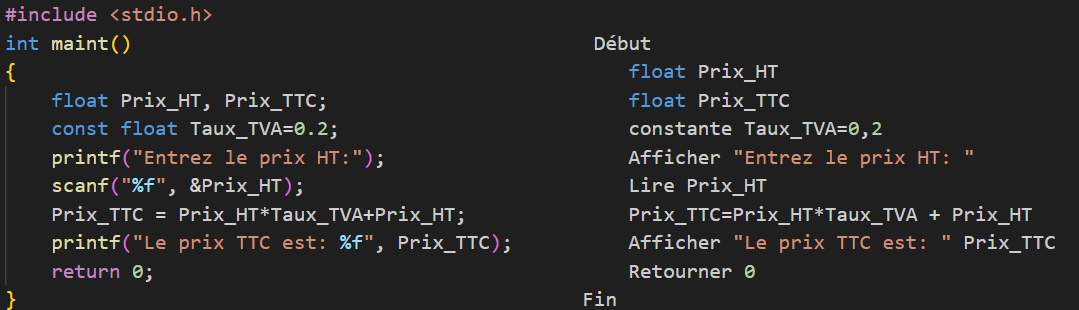 #include <stdio.h>
int maint()
{
float Prix_HT, Prix_TTC;
const float Taux_TVA=0.2;
printf("Entrez le prix HT:");
scanf("%f", &Prix_HT);
Prix_TTC = Prix_HT*Taux_TVA+Prix_HT;
printf("Le prix TTC est: %f", Prix_TTC);
return 0;
}
Début
float Prix_HT
float Prix_TTC
constante Taux_TVA=0,2
Afficher "Entrez le prix HT: "
Lire Prix_HT
Prix_TTC=Prix_HT*Taux_TVA + Prix_HT
Afficher "Le prix TTC est: " Prix_TTC
Retourner 0
Fin